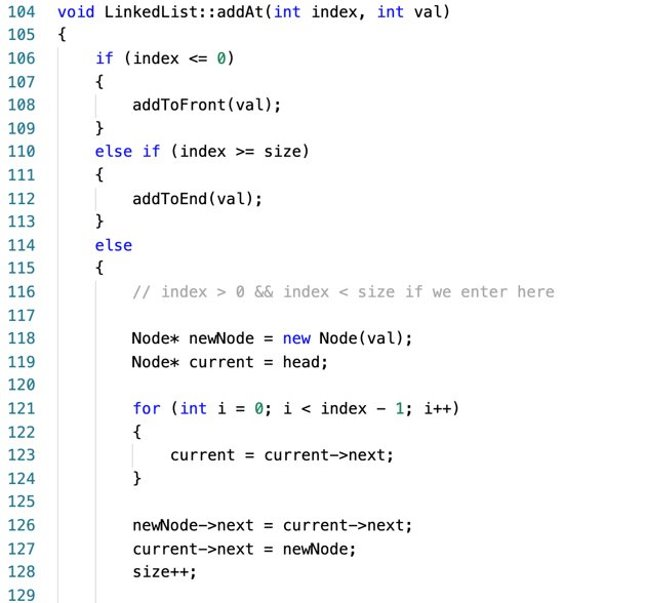 104 void LinkedList::addAt(int index, int val)
105 {
106     if (index <= 0)
107     {
108         addToFront(val);
109     }
110     else if (index >= size)
111     {
112         addToEnd(val);
113     }
114     else
115     {
116         // index > 0 && index < size if we enter here
117
118         Node* newNode = new Node(val);
119         Node* current = head;
120
121         for (int i = 0; i < index - 1; i++)
122         {
123             current = current->next;
124         }
125
126         newNode->next = current->next;
127         current->next = newNode;
128         size++;
129